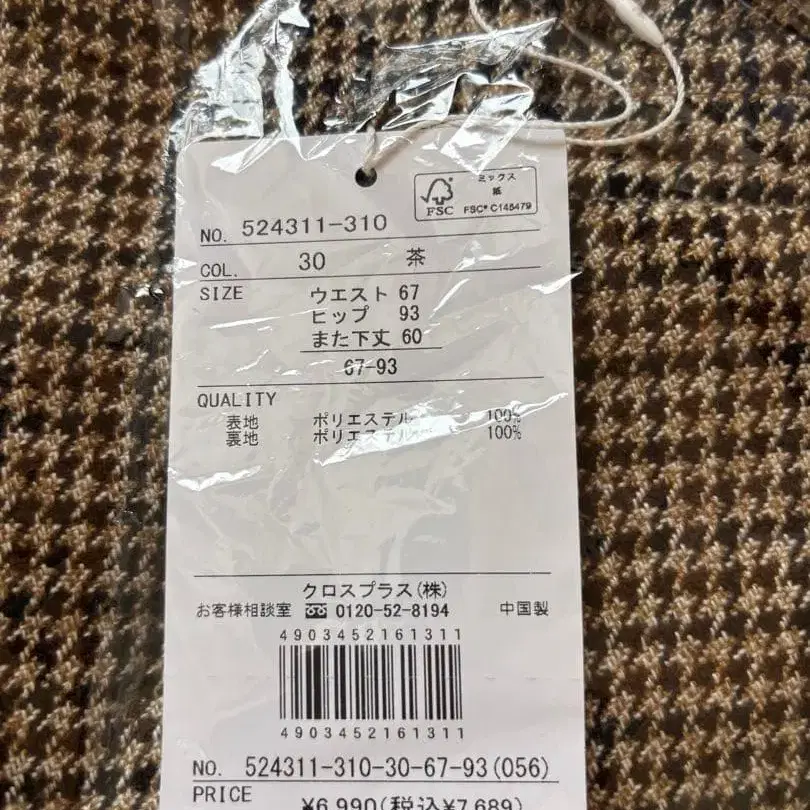 ミックス
紙
FSC
FSC® C148479
NO. 524311-310
COL. 30 茶
SIZE ウエスト 67
ヒップ 93
また下丈 60
67-93
QUALITY
表地 ポリエステル 100%
裏地 ポリエステル 100%
クロスプラス(株)
お客様相談室 0120-52-8194 中国製
4903452161311
4903452161311
NO. 524311-310-30-67-93(056)
PRICE
¥6,990(税込¥7,689)